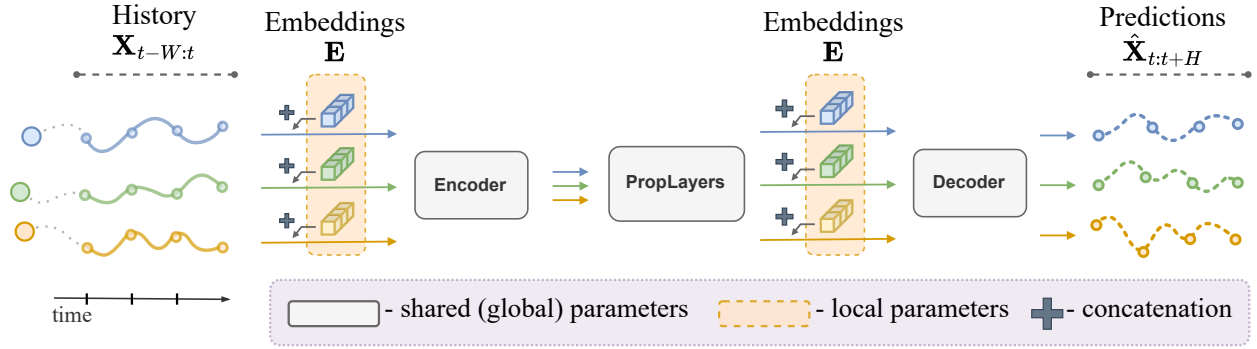 History
X_{t−W:t}
Embeddings
E
Embeddings
E
Predictions
X̂_{t:t+H}
Encoder
PropLayers
Decoder
time
- shared (global) parameters
- local parameters
- concatenation